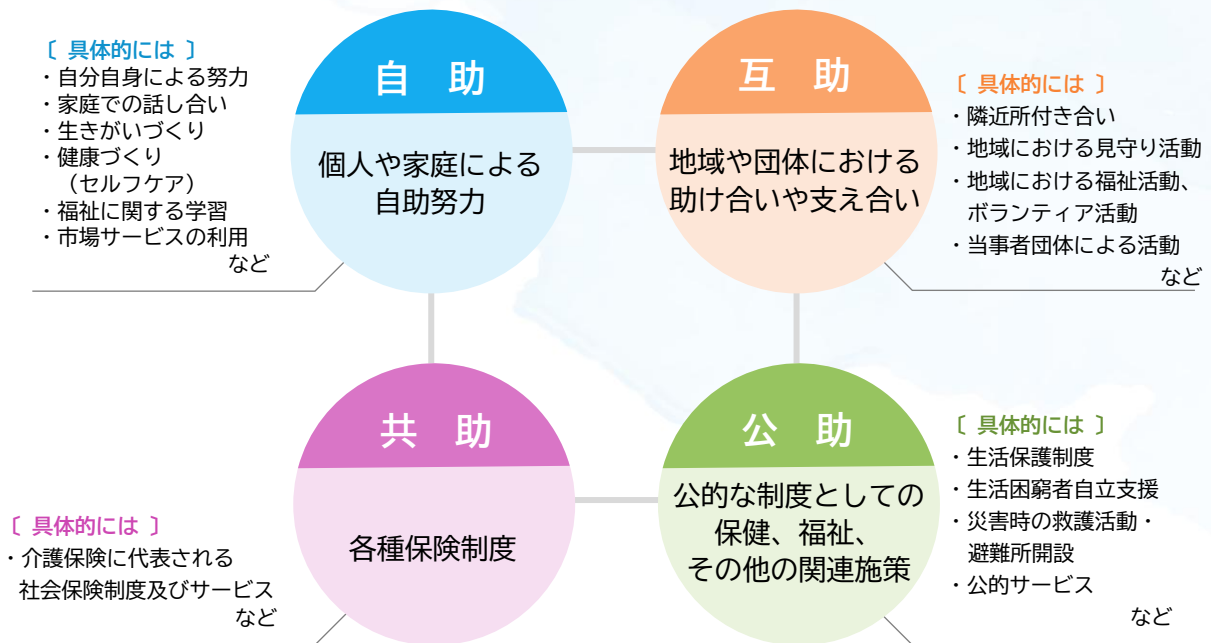 自 助
個人や家庭による
自助努力
〔 具体的には 〕
・自分自身による努力
・家庭での話し合い
・生きがいづくり
・健康づくり
（セルフケア）
・福祉に関する学習
・市場サービスの利用
など
互 助
地域や団体における
助け合いや支え合い
〔 具体的には 〕
・隣近所付き合い
・地域における見守り活動
・地域における福祉活動、
ボランティア活動
・当事者団体による活動
など
共 助
各種保険制度
〔 具体的には 〕
・介護保険に代表される
社会保険制度及びサービス
など
公 助
公的な制度としての
保健、福祉、
その他の関連施策
〔 具体的には 〕
・生活保護制度
・生活困窮者自立支援
・災害時の救護活動・
避難所開設
・公的サービス
など